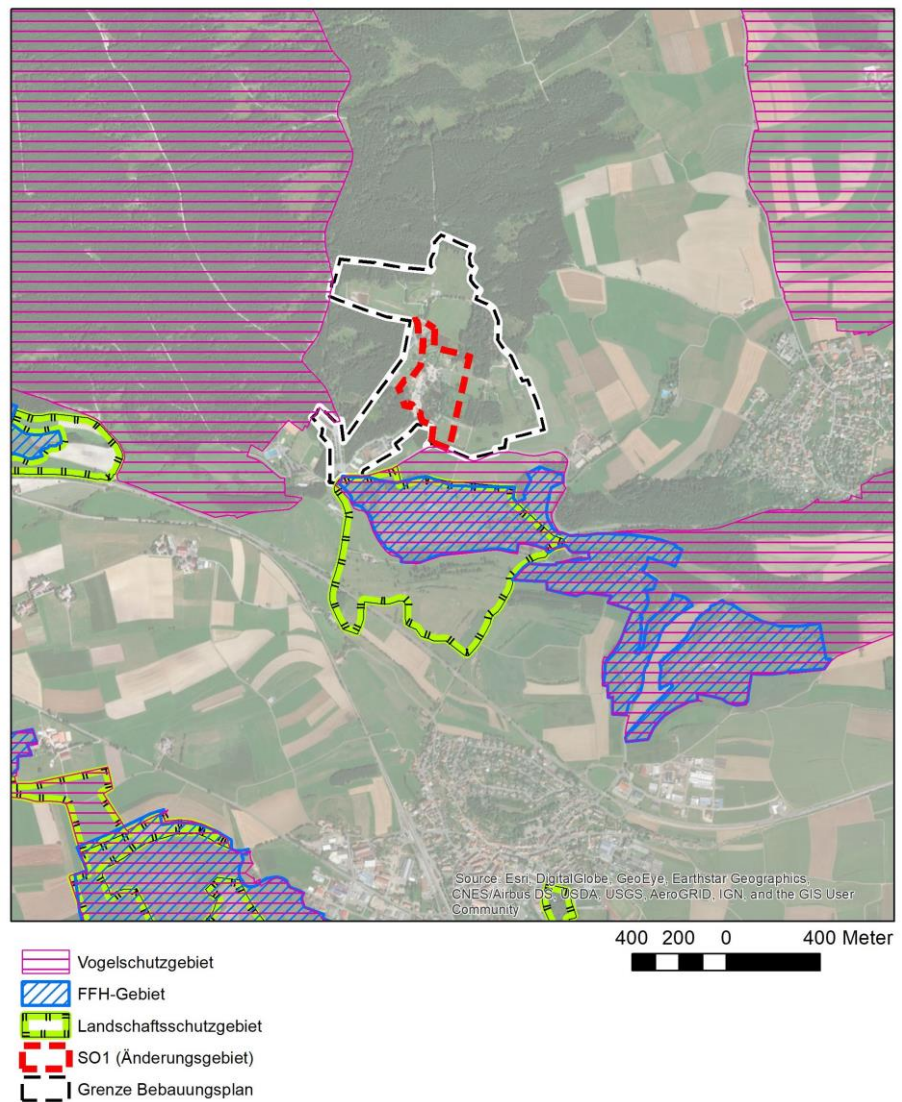 Source: Esri, DigitalGlobe, GeoEye, Earthstar Geographics,
CNES/Airbus DS, USDA, USGS, AeroGRID, IGN, and the GIS User
Community
400 200 0 400 Meter
Vogelschutzgebiet
FFH-Gebiet
Landschaftsschutzgebiet
SO1 (Änderungsgebiet)
Grenze Bebauungsplan